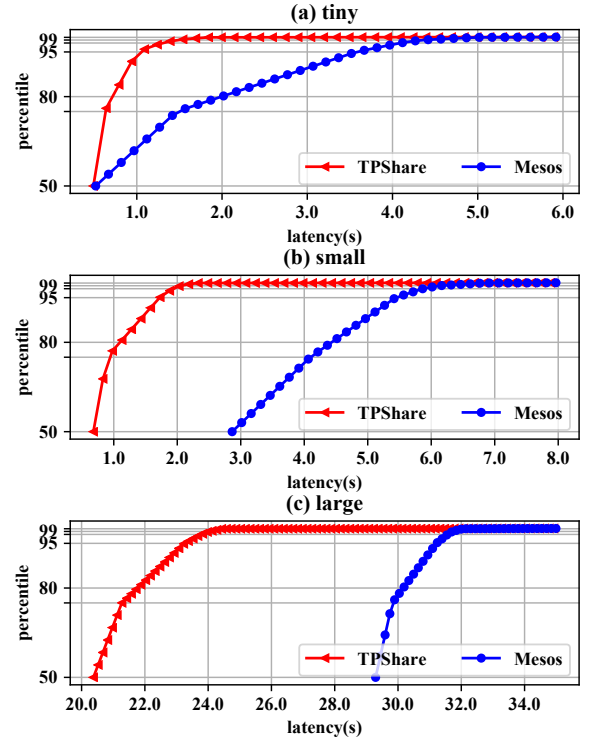 (a) tiny
99
95
80
50
percentile
TPShare
Mesos
1.0 2.0 3.0 4.0 5.0 6.0
latency(s)
(b) small
99
95
80
50
percentile
TPShare
Mesos
1.0 2.0 3.0 4.0 5.0 6.0 7.0 8.0
latency(s)
(c) large
99
95
80
50
percentile
TPShare
Mesos
20.0 22.0 24.0 26.0 28.0 30.0 32.0 34.0
latency(s)